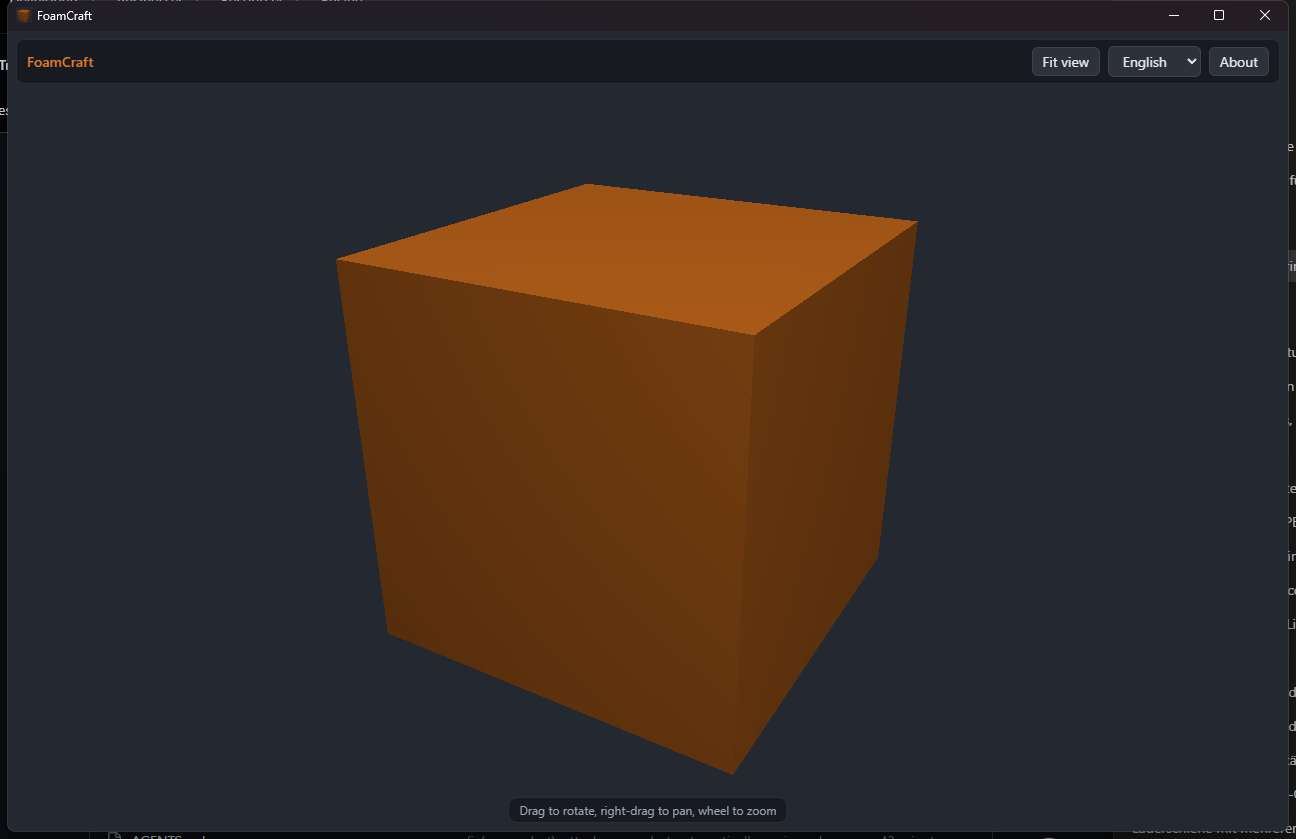 FoamCraft
FoamCraft
Fit view
English
About
Drag to rotate, right-drag to pan, wheel to zoom